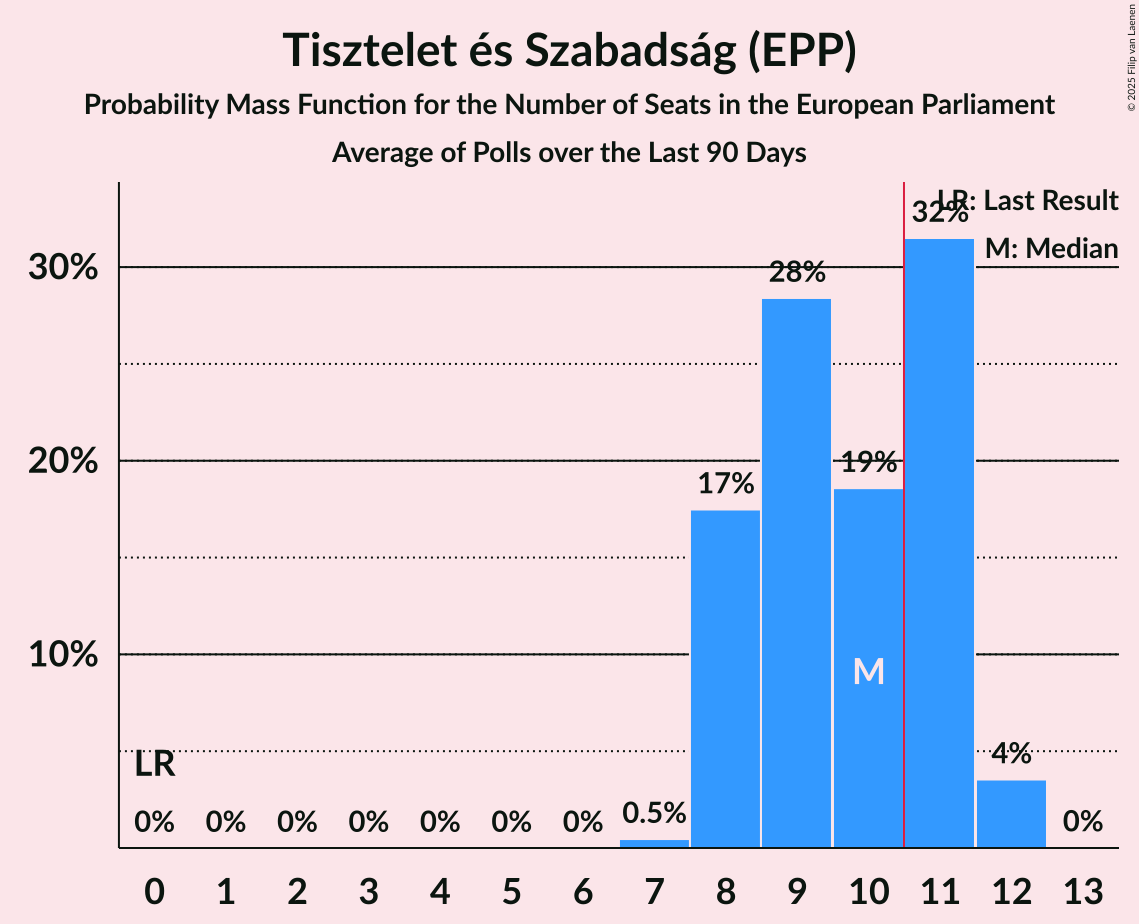 Tisztelet és Szabadság (EPP)
Probability Mass Function for the Number of Seats in the European Parliament
Average of Polls over the Last 90 Days
© 2025 Filip van Laenen
LR: Last Result
M: Median
32%
30%
28%
20%
19%
17%
10%
M
LR
4%
0% 0% 0% 0% 0% 0% 0% 0.5% 0%
0 1 2 3 4 5 6 7 8 9 10 11 12 13